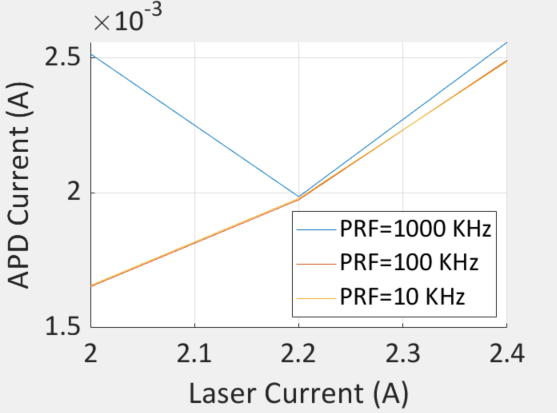 ×10⁻³
2.5
2
1.5
APD Current (A)
PRF=1000 KHz
PRF=100 KHz
PRF=10 KHz
2 2.1 2.2 2.3 2.4
Laser Current (A)